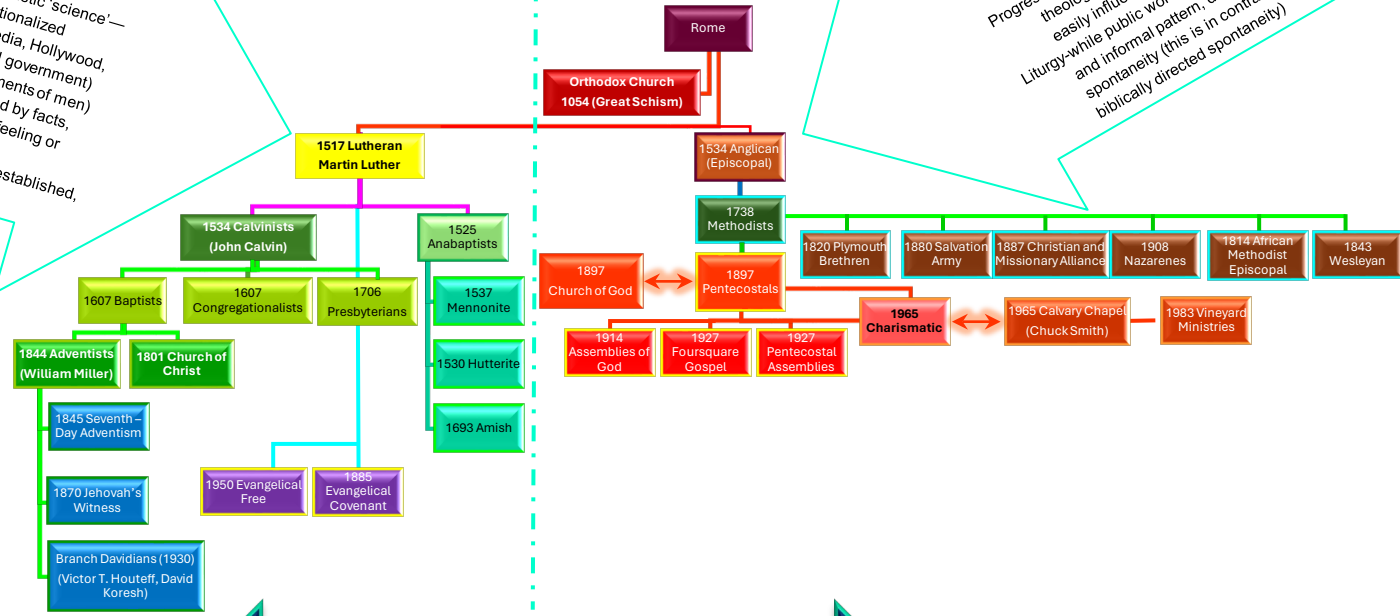 'science'—
tionalized
edia, Hollywood,
government)
ments of men)
d by facts,
feeling or
established,
Rome
Orthodox Church
1054 (Great Schism)
easily
Liturgy-while public
and informal pattern,
spontaneity (this is in
biblically directed spontaneity)
1517 Lutheran
Martin Luther
1534 Anglican
(Episcopal)
1534 Calvinists
(John Calvin)
1525
Anabaptists
1738
Methodists
1820 Plymouth
Brethren
1880 Salvation
Army
1887 Christian and
Missionary Alliance
1908
Nazarenes
1814 African
Methodist
Episcopal
1843
Wesleyan
1607 Baptists
1607
Congregationalists
1706
Presbyterians
1537
Mennonite
1897
Church of God
1897
Pentecostals
1965
Charismatic
1965 Calvary Chapel
(Chuck Smith)
1983 Vineyard
Ministries
1844 Adventists
(William Miller)
1801 Church of
Christ
1530 Hutterite
1914
Assemblies of
God
1927
Foursquare
Gospel
1927
Pentecostal
Assemblies
1845 Seventh –
Day Adventism
1693 Amish
1870 Jehovah's
Witness
1950 Evangelical
Free
1885
Evangelical
Covenant
Branch Davidians (1930)
(Victor T. Houteff, David
Koresh)